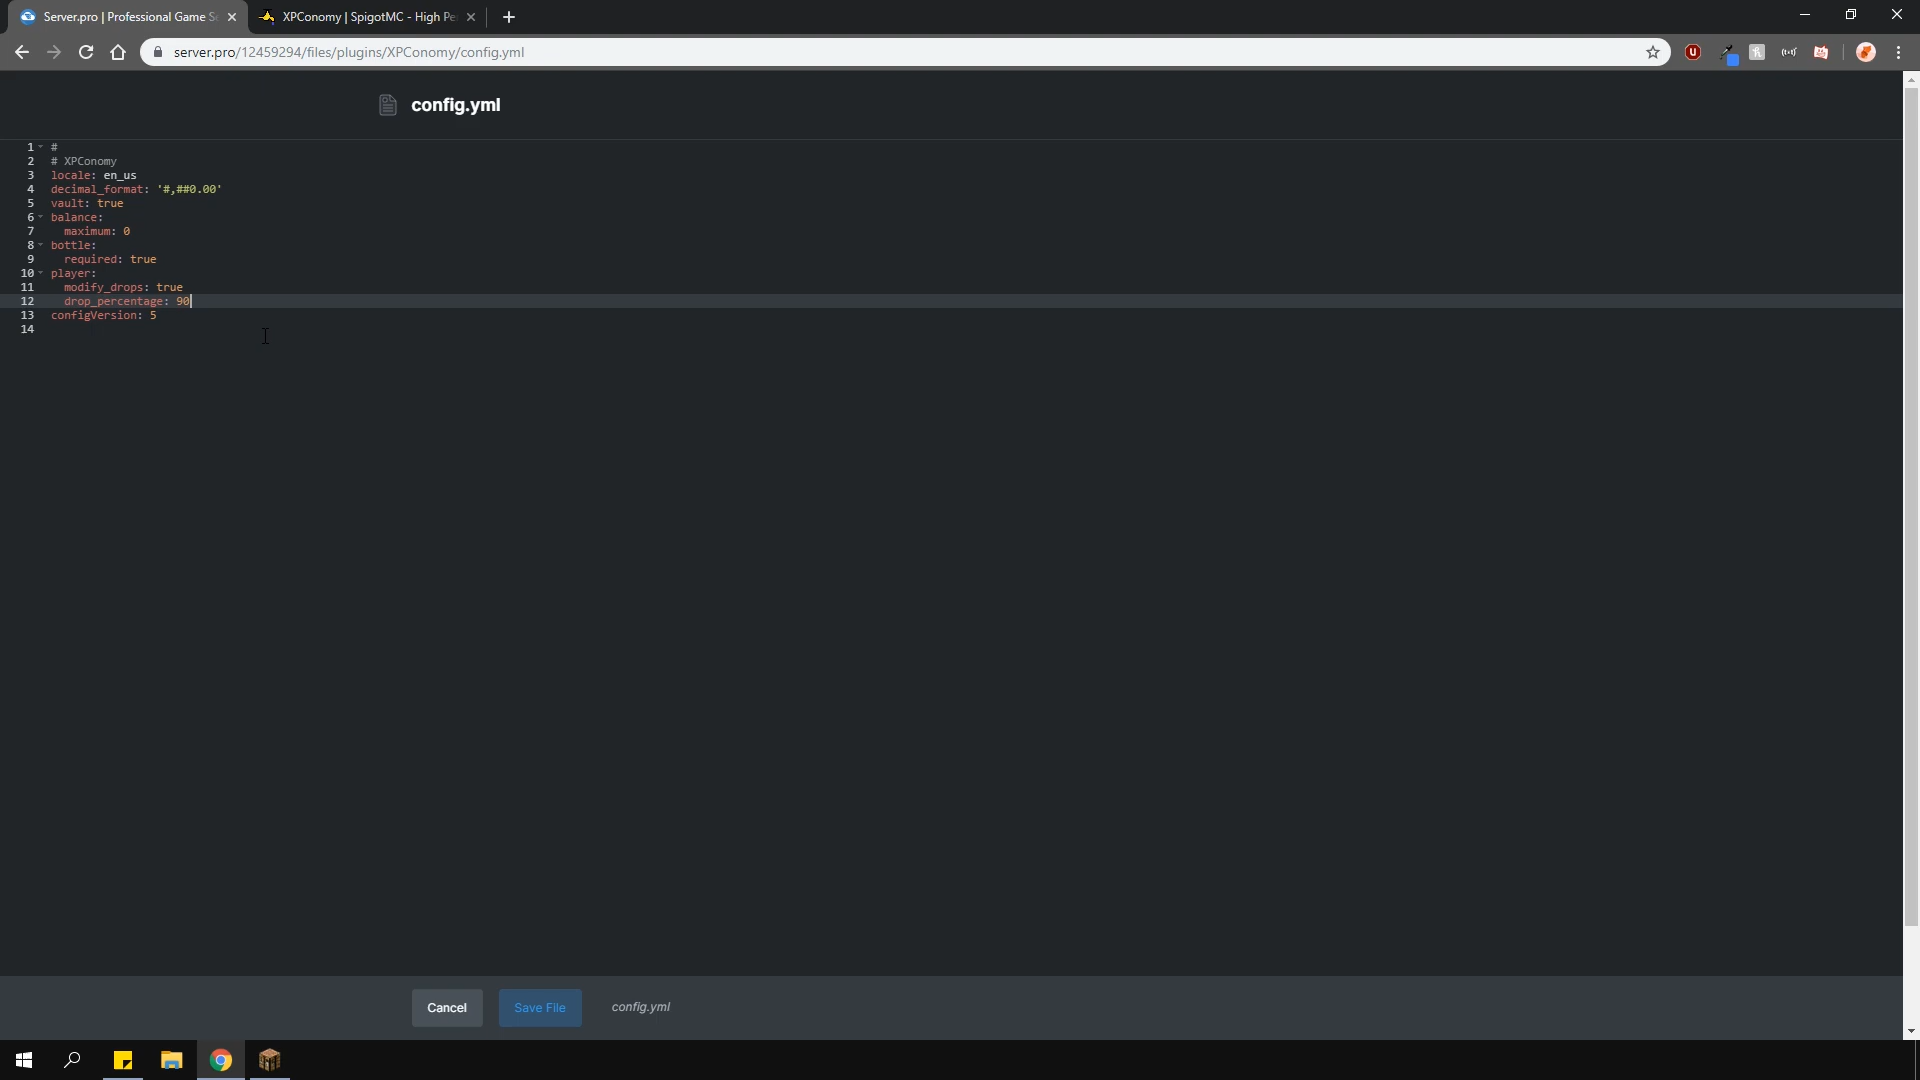 Server.pro | Professional Game S
XPConomy | SpigotMC - High Pe
server.pro/12459294/files/plugins/XPConomy/config.yml
config.yml
1 #
2 # XPConomy
3 locale: en_us
4 decimal_format: '#,##0.00'
5 vault: true
6 balance:
7 maximum: 0
8 bottle:
9 required: true
10 player:
11 modify_drops: true
12 drop_percentage: 90
13 configVersion: 5
14
Cancel
Save File
config.yml